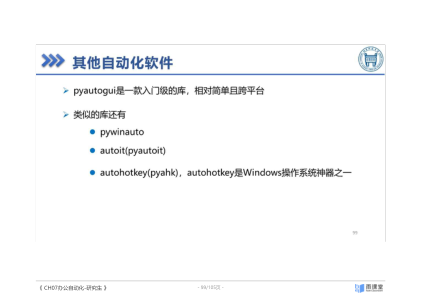 其他自动化软件
pyautogui是一款入门级的库，相对简单且跨平台
类似的库还有
pywinauto
autoit(pyautoit)
autohotkey(pyahk)，autohotkey是Windows操作系统神器之一
《 CH07办公自动化-研究生 》
- 98/102页 -
雨课堂